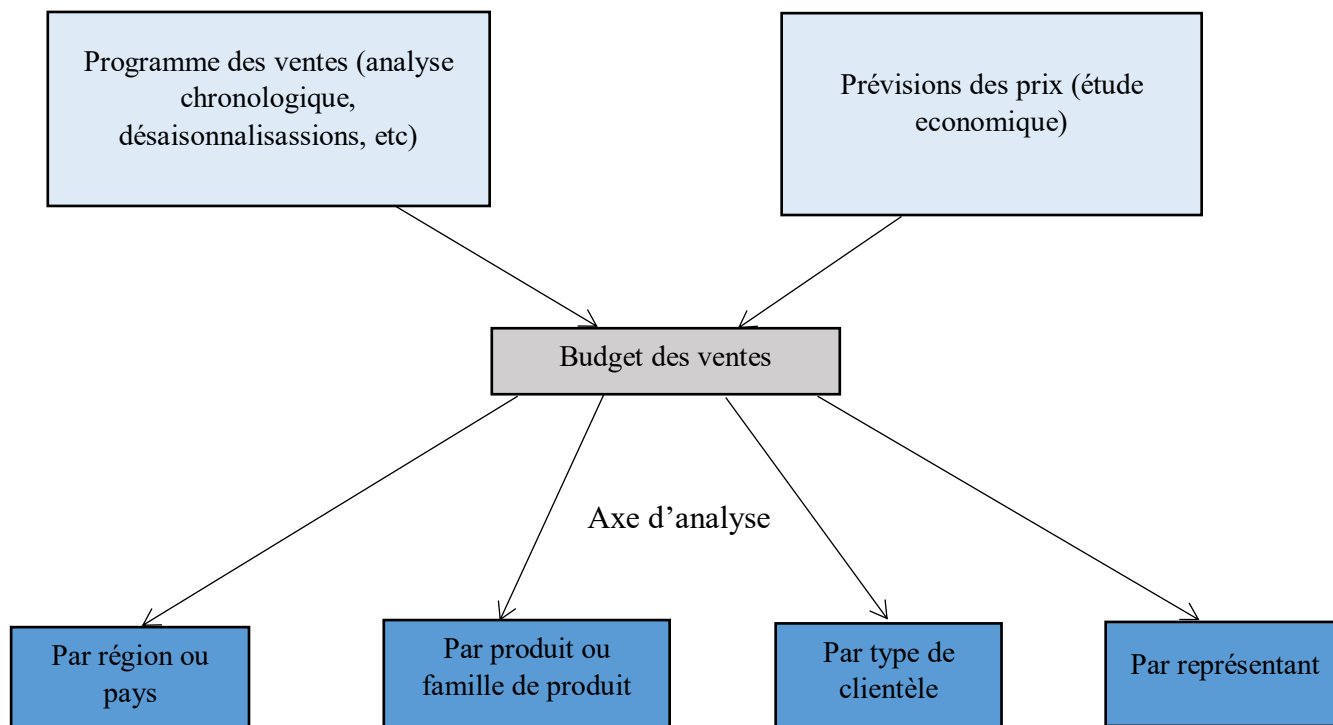 Programme des ventes (analyse
chronologique,
désaisonnalisassions, etc)
Prévisions des prix (étude
economique)
Budget des ventes
Axe d’analyse
Par région ou
pays
Par produit ou
famille de produit
Par type de
clientèle
Par représentant